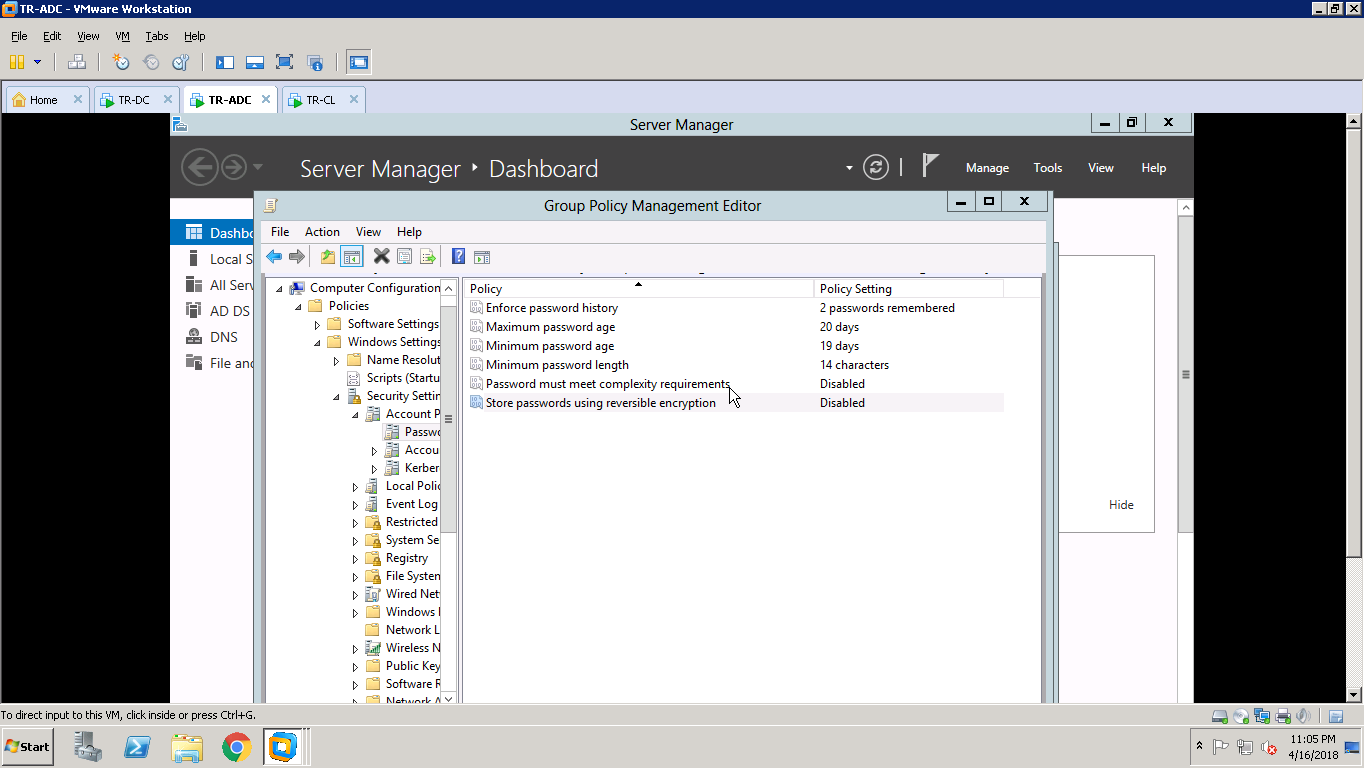 TR-ADC - VMware Workstation
File Edit View VM Tabs Help
Home TR-DC TR-ADC TR-CL
Server Manager
Server Manager Dashboard
Manage Tools View Help
Group Policy Management Editor
File Action View Help
Dashbo
Local S
All Serv
AD DS
DNS
File and
Computer Configuration
Policies
Software Settings
Windows Settings
Name Resolut
Scripts (Startu
Security Settin
Account P
Passwo
Accou
Kerber
Local Polic
Event Log
Restricted
System Se
Registry
File System
Wired Net
Windows F
Network L
Wireless N
Public Key
Software R
Network A
Policy Policy Setting
Enforce password history 2 passwords remembered
Maximum password age 20 days
Minimum password age 19 days
Minimum password length 14 characters
Password must meet complexity requirements Disabled
Store passwords using reversible encryption Disabled
Hide
To direct input to this VM, click inside or press Ctrl+G.
Start
11:05 PM
4/16/2018